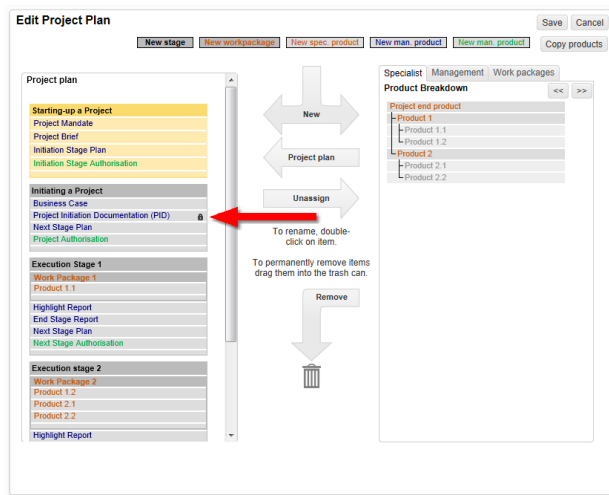 Edit Project Plan
Save
Cancel
New stage
New workpackage
New spec. product
New man. product
New man. product
Copy products
Project plan
Starting-up a Project
Project Mandate
Project Brief
Initiation Stage Plan
Initiation Stage Authorisation
Initiating a Project
Business Case
Project Initiation Documentation (PID)
Next Stage Plan
Project Authorisation
Execution Stage 1
Work Package 1
Product 1.1
Highlight Report
End Stage Report
Next Stage Plan
Next Stage Authorisation
Execution stage 2
Work Package 2
Product 1.2
Product 2.1
Product 2.2
Highlight Report
New
Project plan
Unassign
To rename, double-
click on item.
To permanently remove items
drag them into the trash can.
Remove
Specialist
Management
Work packages
Product Breakdown
<<
>>
Project end product
Product 1
Product 1.1
Product 1.2
Product 2
Product 2.1
Product 2.2